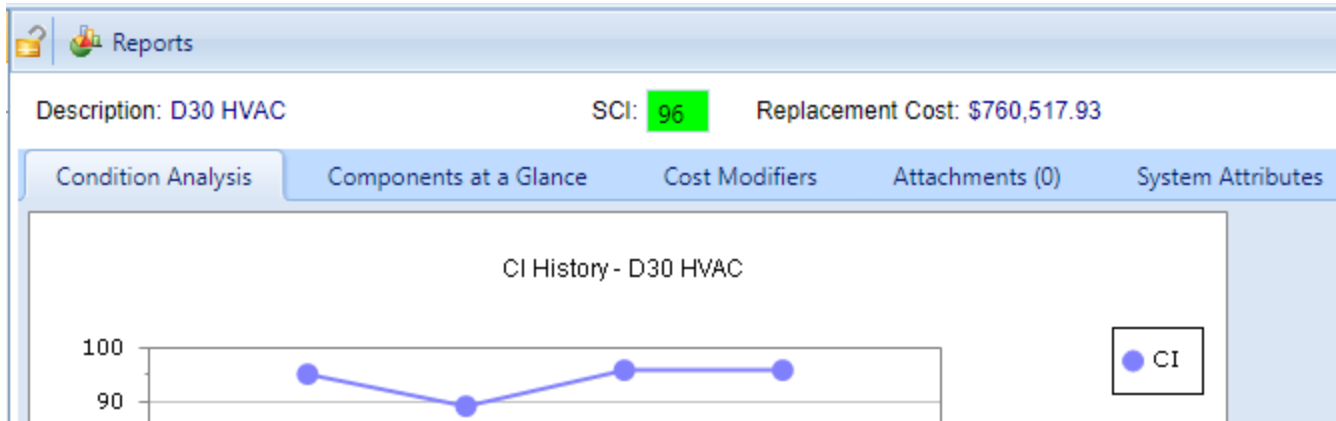 Reports
Description: D30 HVAC SCI: 96 Replacement Cost: $760,517.93
Condition Analysis Components at a Glance Cost Modifiers Attachments (0) System Attributes
CI History - D30 HVAC
100
CI
90